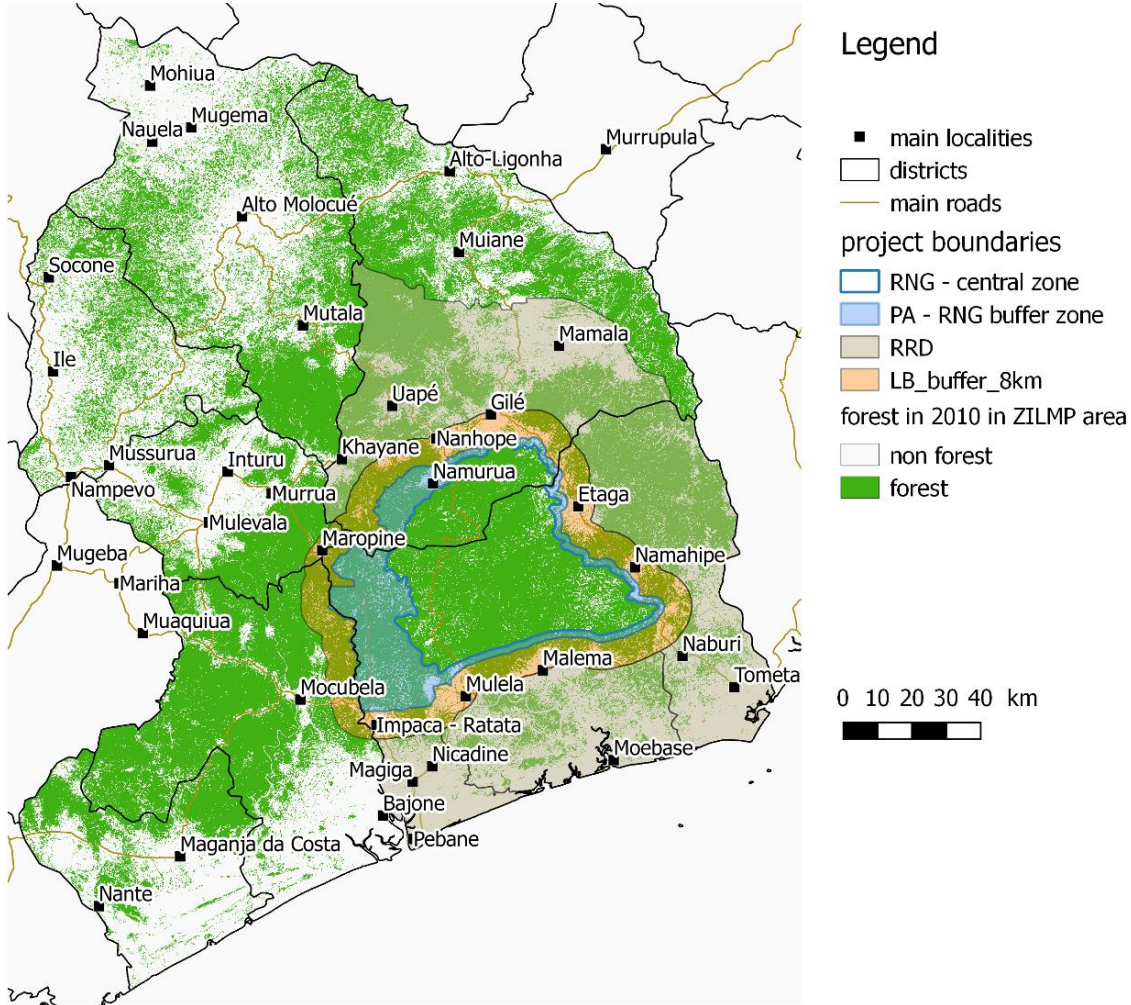 Mohiua
Mugema
Nauela
Murrupula
Alto-Ligonha
Alto Molocué
Muiane
Socone
Mutala
Mamala
Ile
Uapé
Gilé
Nanhope
Khayane
Mussurua
Inturu
Namurua
Nampevo
Murrua
Etaga
Mulevala
Maropine
Mugeba
Namahipe
Mariha
Muaquiua
Naburi
Malema
Tometa
Mocubela
Mulela
Impaca - Ratata
Nicadine
Moebase
Magiga
Bajone
Pebane
Maganja da Costa
Nante
Legend
main localities
districts
main roads
project boundaries
RNG - central zone
PA - RNG buffer zone
RRD
LB_buffer_8km
forest in 2010 in ZILMP area
non forest
forest
0 10 20 30 40 km